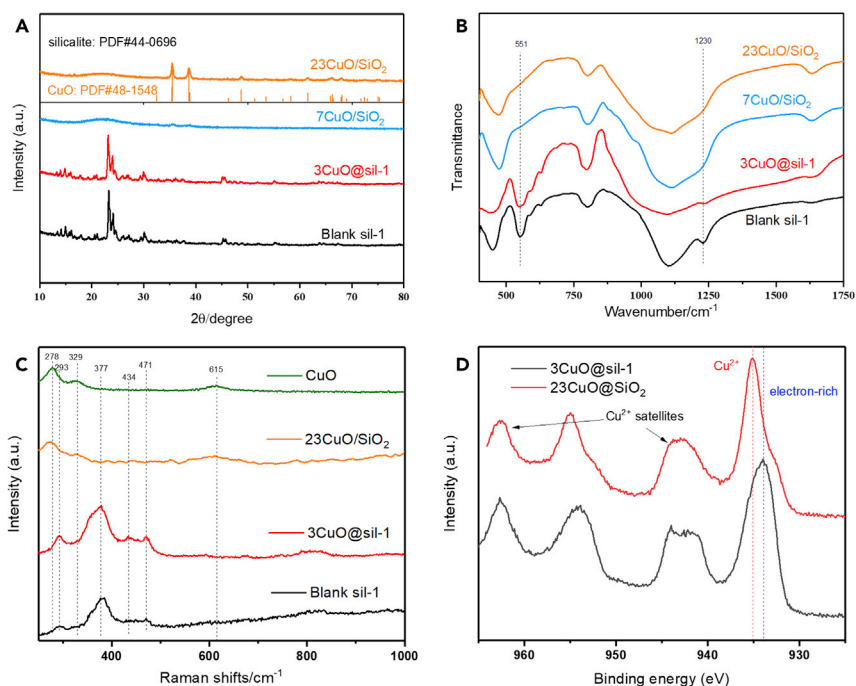 A
silicalite: PDF#44-0696
23CuO/SiO₂
CuO: PDF#48-1548
7CuO/SiO₂
3CuO@sil-1
Blank sil-1
Intensity (a.u.)
10 20 30 40 50 60 70 80
2θ/degree
B
551 1230
23CuO/SiO₂
7CuO/SiO₂
3CuO@sil-1
Blank sil-1
Transmittance
500 750 1000 1250 1500 1750
Wavenumber/cm⁻¹
C
278 329 377 434 471 615
293
CuO
23CuO/SiO₂
3CuO@sil-1
Blank sil-1
Intensity (a.u.)
400 600 800 1000
Raman shifts/cm⁻¹
D
3CuO@sil-1
23CuO@SiO₂
Cu²⁺
electron-rich
Cu²⁺ satellites
Intensity (a.u.)
960 950 940 930
Binding energy (eV)